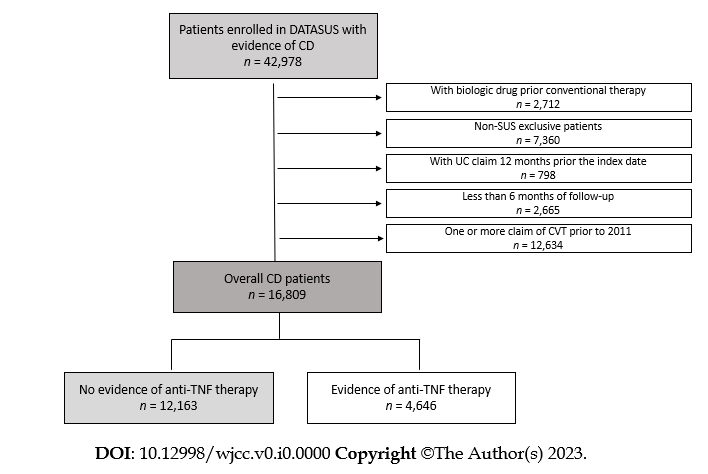 Patients enrolled in DATASUS with
evidence of CD
n = 42,978
With biologic drug prior conventional therapy
n = 2,712
Non-SUS exclusive patients
n = 7,360
With UC claim 12 months prior the index date
n = 798
Less than 6 months of follow-up
n = 2,665
One or more claim of CVT prior to 2011
n = 12,634
Overall CD patients
n = 16,809
No evidence of anti-TNF therapy
n = 12,163
Evidence of anti-TNF therapy
n = 4,646
DOI: 10.12998/wjcc.v0.i0.0000 Copyright ©The Author(s) 2023.